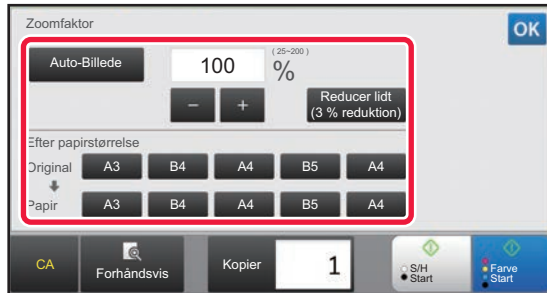 Zoomfaktor
OK
Auto-Billede
100
(25~200)
%
−
+
Reducer lidt
(3 % reduktion)
Efter papirstørrelse
Original A3 B4 A4 B5 A4
Papir A3 B4 A4 B5 A4
CA
Forhåndsvis
Kopier
1
S/H
Start
Farve
Start